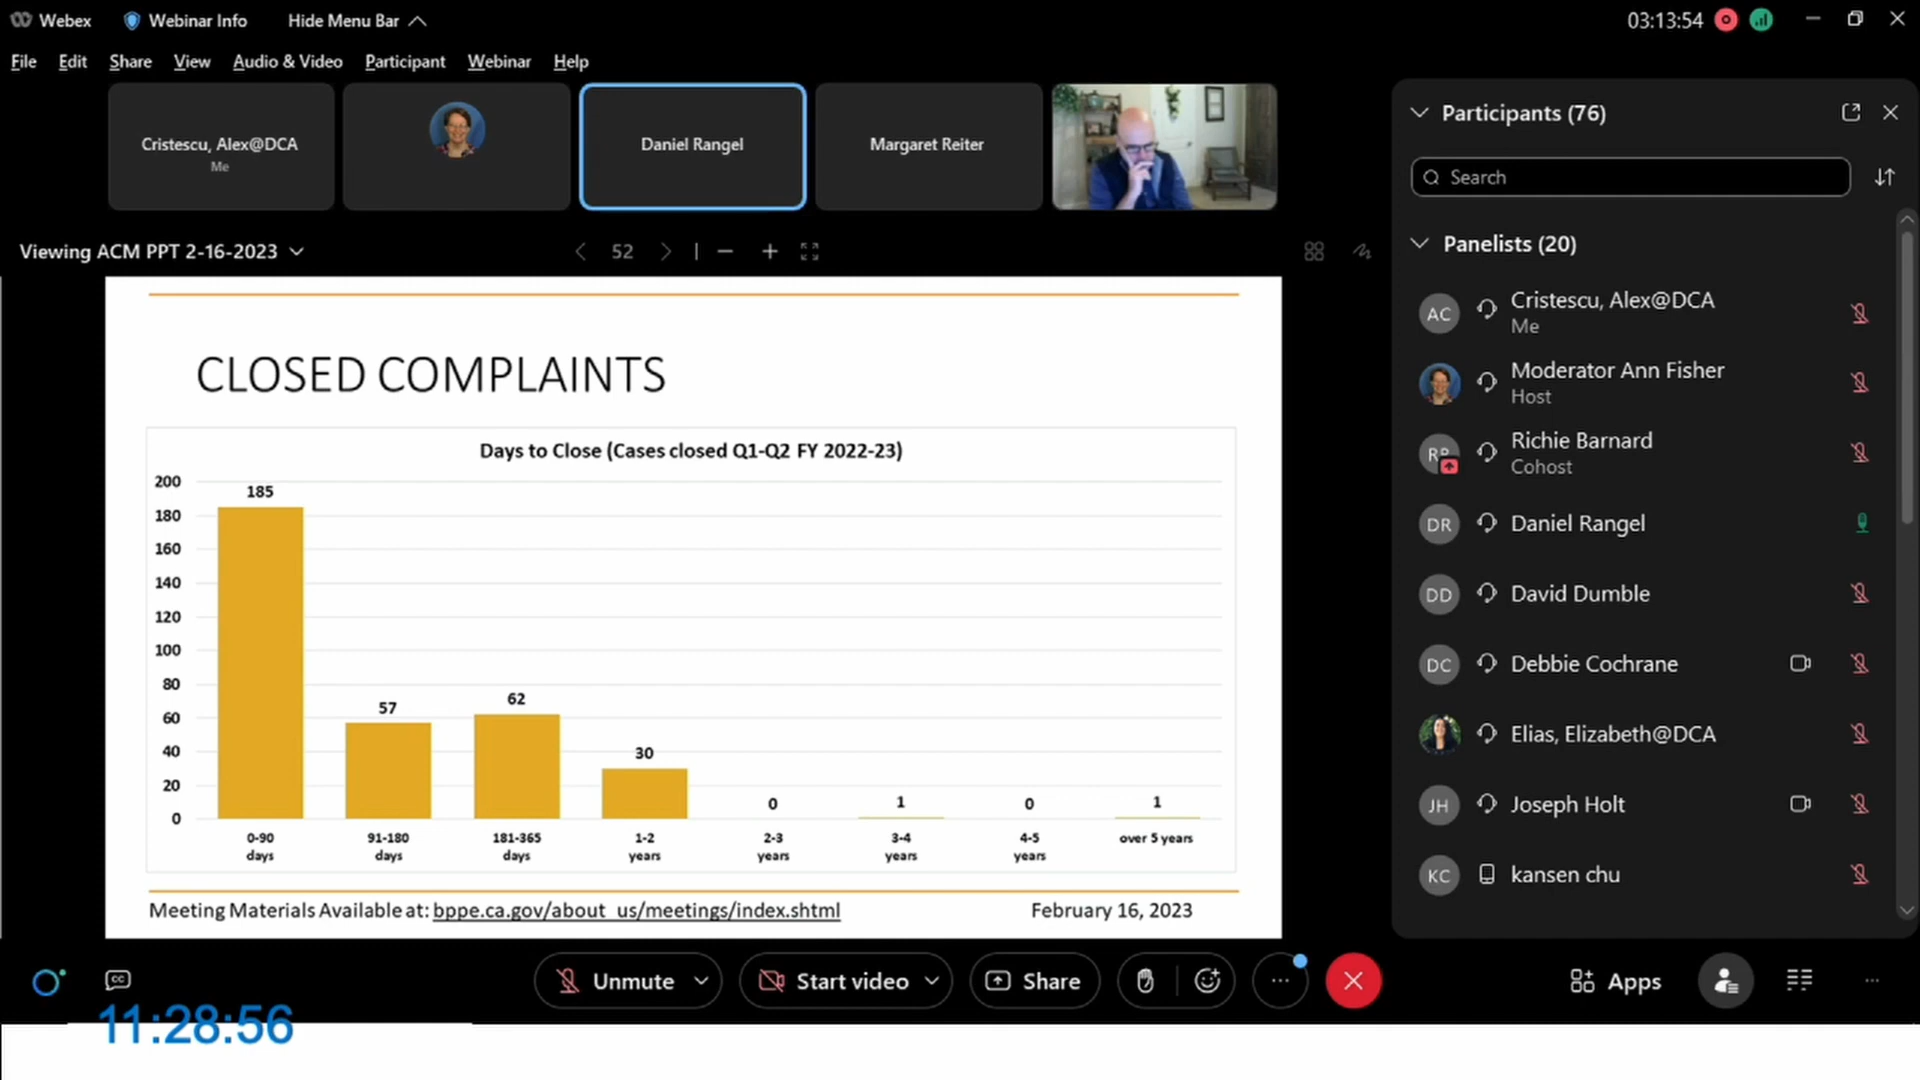 Webex
Webinar Info
Hide Menu Bar
03:13:54
File Edit Share View Audio & Video Participant Webinar Help
Cristescu, Alex@DCA
Me
Daniel Rangel
Margaret Reiter
Viewing ACM PPT 2-16-2023
52
CLOSED COMPLAINTS
Days to Close (Cases closed Q1-Q2 FY 2022-23)
200
180
160
140
120
100
80
60
40
20
0
185
57
62
30
0
1
0
1
0-90
days
91-180
days
181-365
days
1-2
years
2-3
years
3-4
years
4-5
years
over 5 years
Meeting Materials Available at: bppe.ca.gov/about_us/meetings/index.shtml
February 16, 2023
Participants (76)
Search
Panelists (20)
AC
Cristescu, Alex@DCA
Me
Moderator Ann Fisher
Host
Richie Barnard
Cohost
DR
Daniel Rangel
DD
David Dumble
DC
Debbie Cochrane
Elias, Elizabeth@DCA
JH
Joseph Holt
KC
kansen chu
CC
Unmute
Start video
Share
Apps
11:28:56